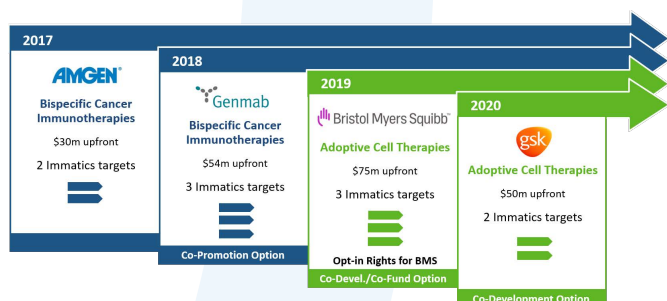 2017
AMGEN®
Bispecific Cancer
Immunotherapies
$30m upfront
2 Immatics targets
2018
Genmab
Bispecific Cancer
Immunotherapies
$54m upfront
3 Immatics targets
Co-Promotion Option
2019
Bristol Myers Squibb™
Adoptive Cell Therapies
$75m upfront
3 Immatics targets
Opt-in Rights for BMS
Co-Devel./Co-Fund Option
2020
gsk
Adoptive Cell Therapies
$50m upfront
2 Immatics targets
Co-Development Option